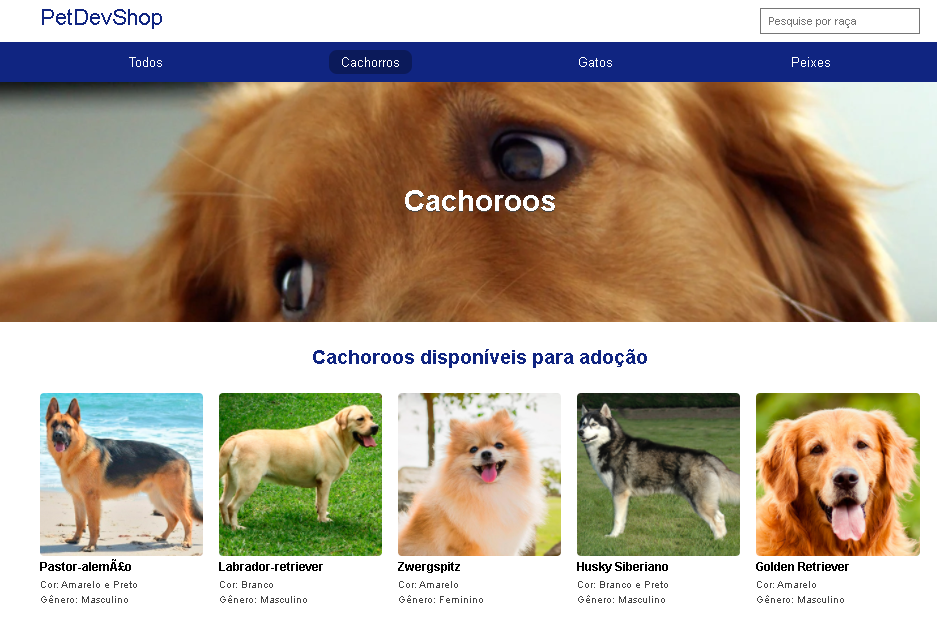 PetDevShop
Pesquise por raça
Todos Cachorros Gatos Peixes
Cachoroos
Cachoroos disponíveis para adoção
Pastor-alemÃ£o Labrador-retriever Zwergspitz Husky Siberiano Golden Retriever
Cor: Amarelo e Preto Cor: Branco Cor: Amarelo Cor: Branco e Preto Cor: Amarelo
Gênero: Masculino Gênero: Masculino Gênero: Feminino Gênero: Masculino Gênero: Masculino